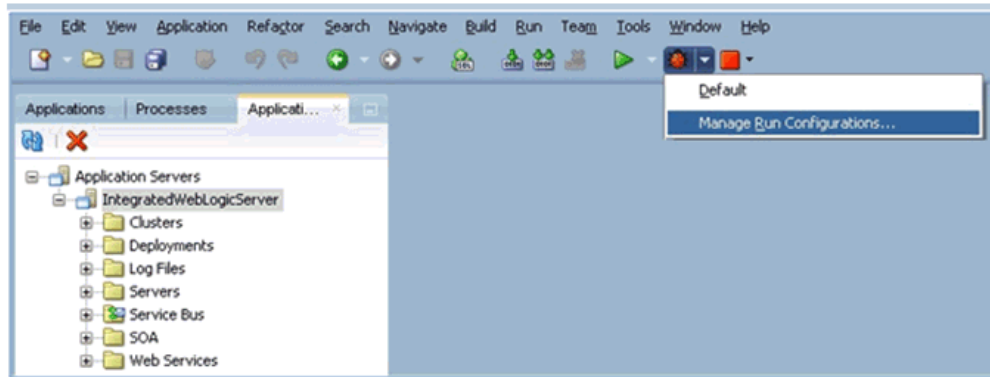 File Edit View Application Refactor Search Navigate Build Run Team Tools Window Help
Default
Manage Run Configurations...
Applications Processes Applicati...
Application Servers
IntegratedWebLogicServer
Clusters
Deployments
Log Files
Servers
Service Bus
SOA
Web Services